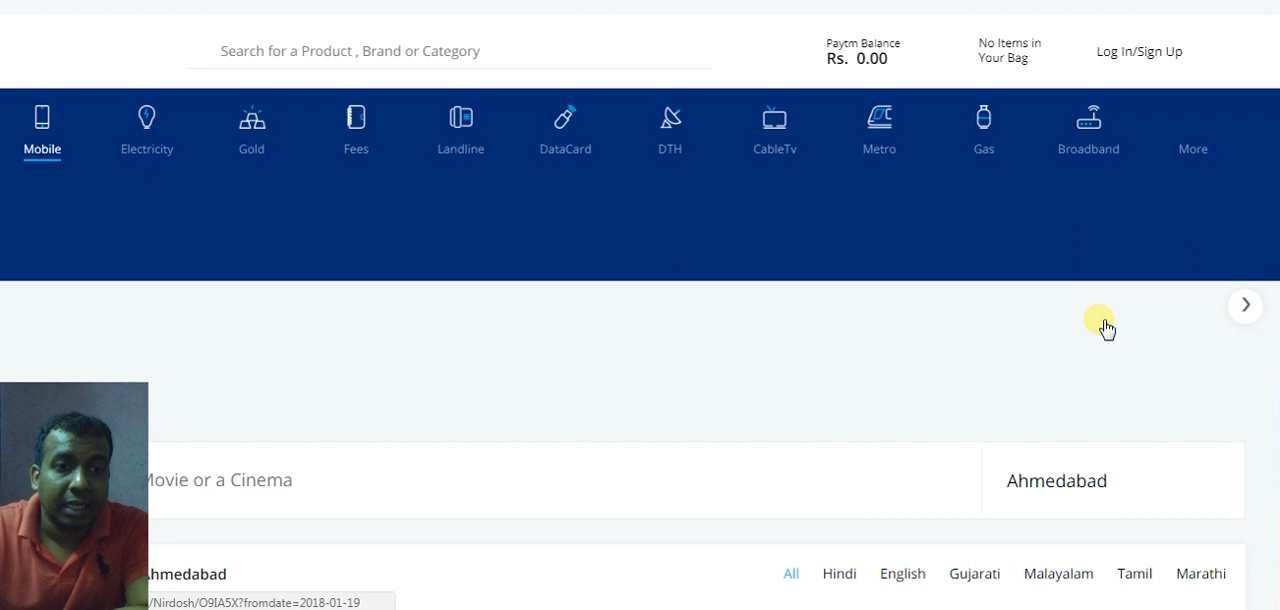 Search for a Product , Brand or Category
Paytm Balance
Rs. 0.00
No Items in
Your Bag
Log In/Sign Up
Mobile
Electricity
Gold
Fees
Landline
DataCard
DTH
CableTv
Metro
Gas
Broadband
More
Movie or a Cinema
Ahmedabad
Ahmedabad
All
Hindi
English
Gujarati
Malayalam
Tamil
Marathi
/Nirdosh/O9IA5X?fromdate=2018-01-19